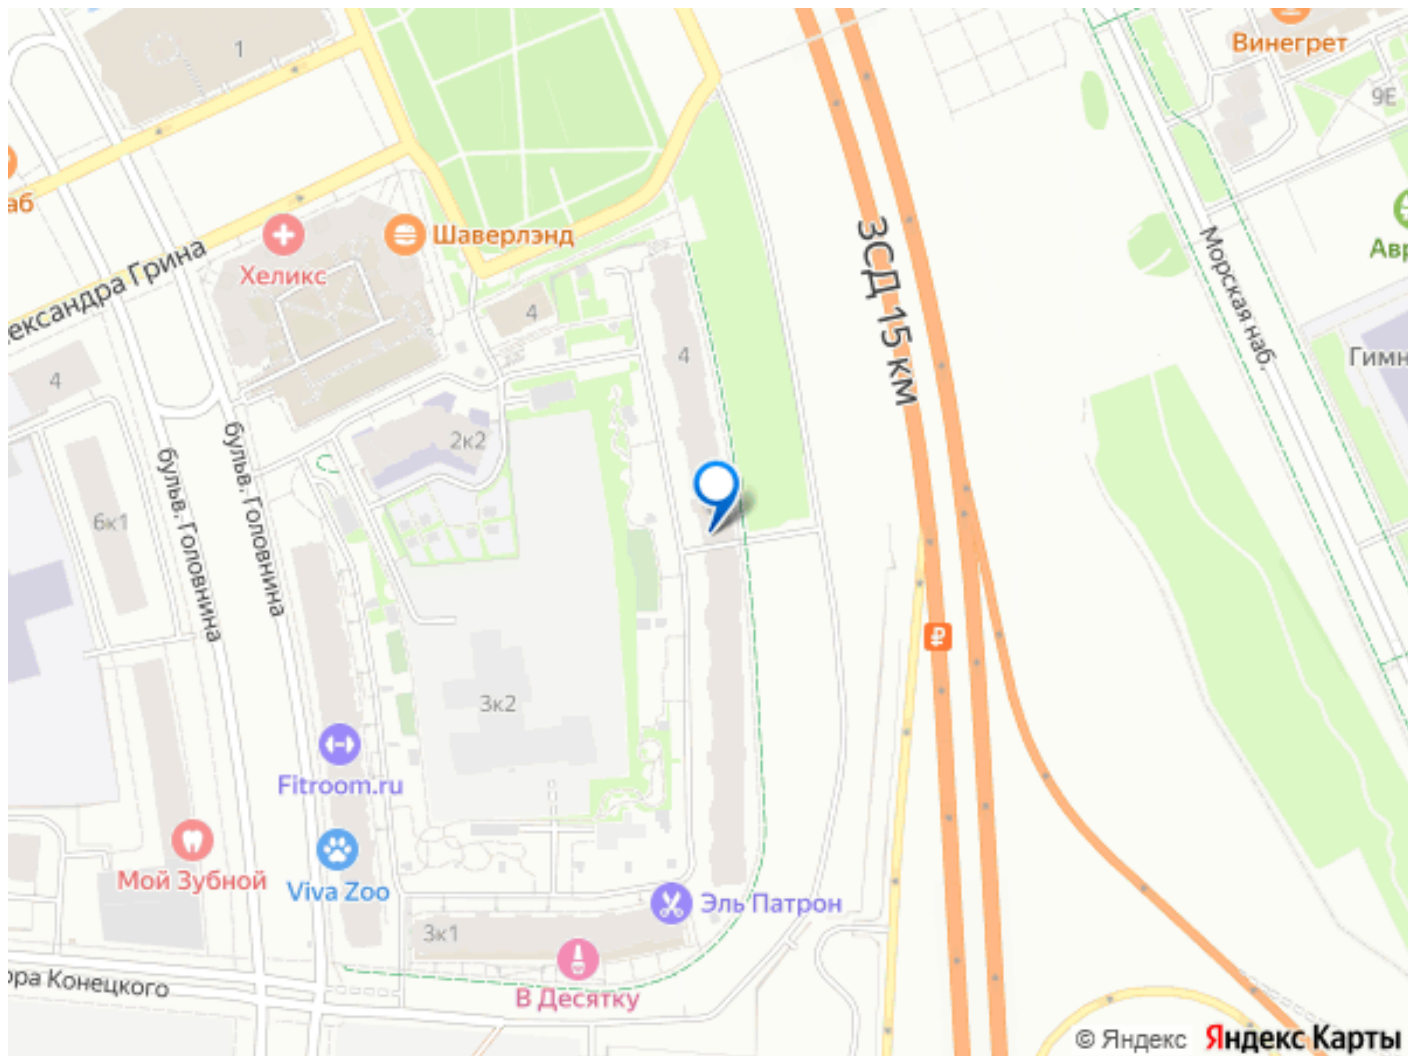 1
Винегрет
9Е
аб
Шаверлэнд
Хеликс
ександра Грина
ЗСД 15 км
Морская наб.
Авр
Гимн
4
4
4
2к2
бульв. Головнина
бульв. Головнина
6к1
₽
3к2
Fitroom.ru
Мой Зубной
Viva Zoo
Эль Патрон
3к1
В Десятку
ора Конецкого
© Яндекс Яндекс Карты